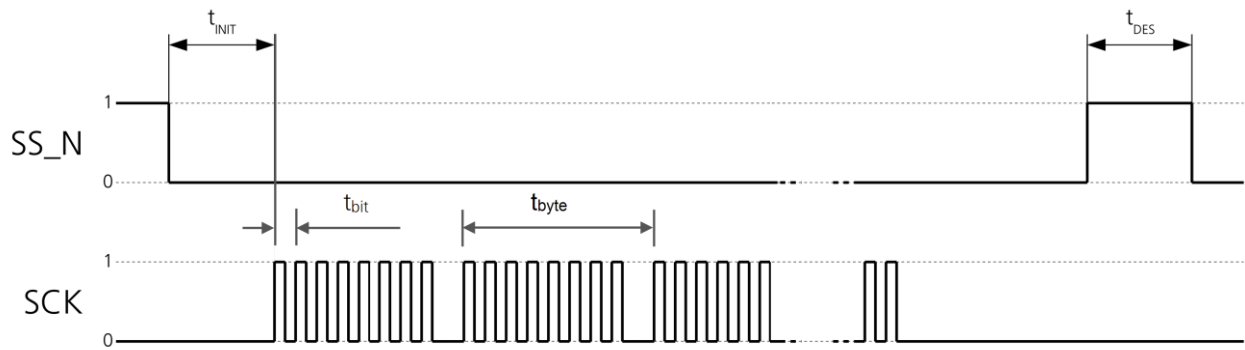 tINIT
tDES
1
SS_N
0
tbit
tbyte
1
SCK
0